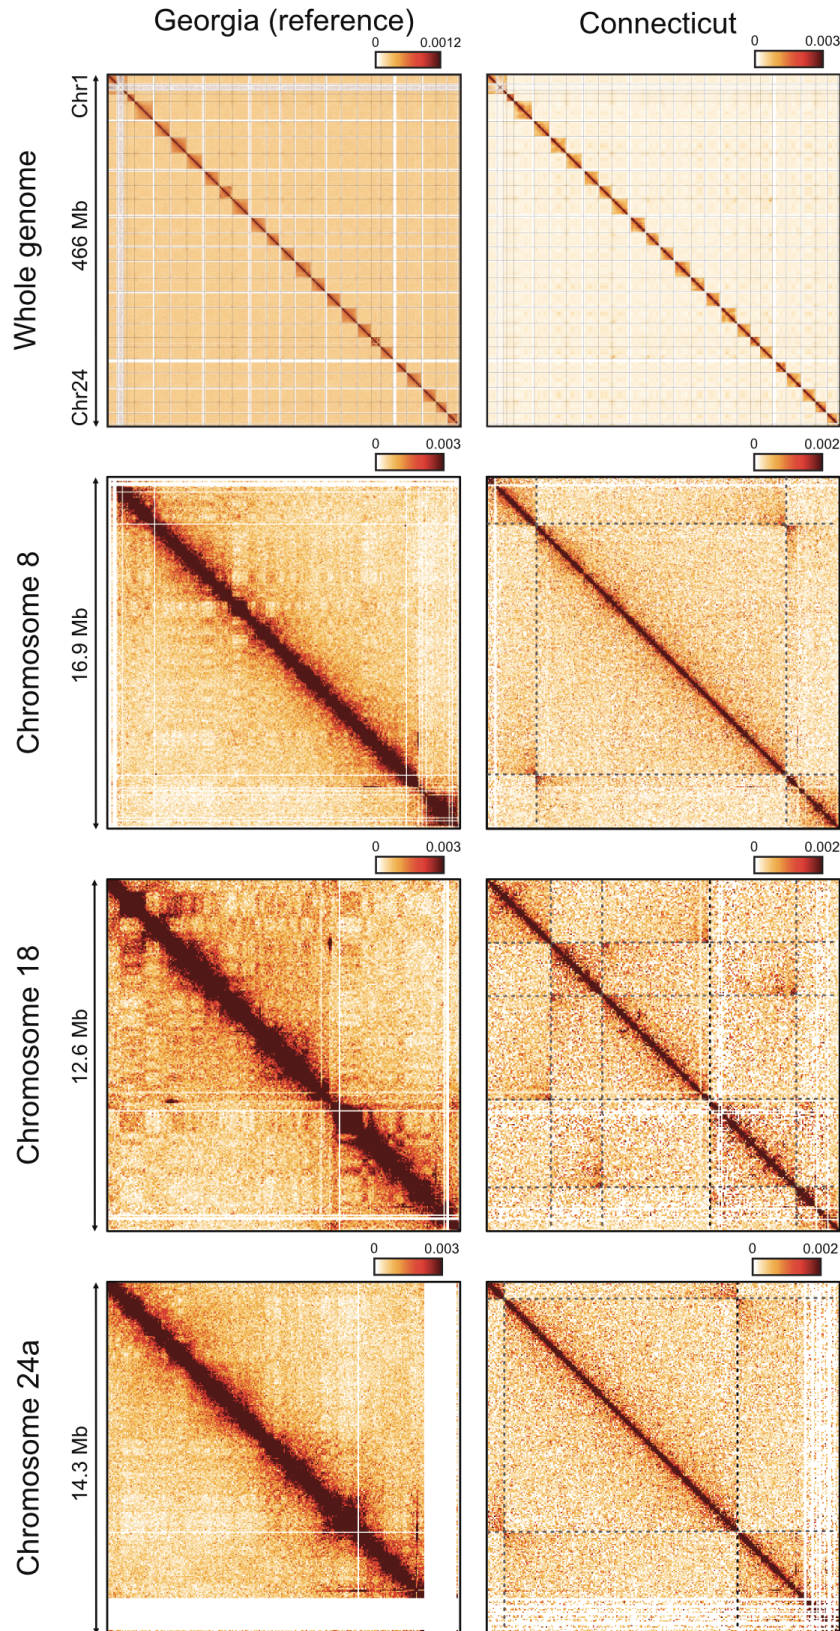 Georgia (reference)
Connecticut
0 0.0012
0 0.003
Whole genome
Chr1
466 Mb
Chr24
0 0.003
0 0.002
Chromosome 8
16.9 Mb
0 0.003
0 0.002
Chromosome 18
12.6 Mb
0 0.003
0 0.002
Chromosome 24a
14.3 Mb